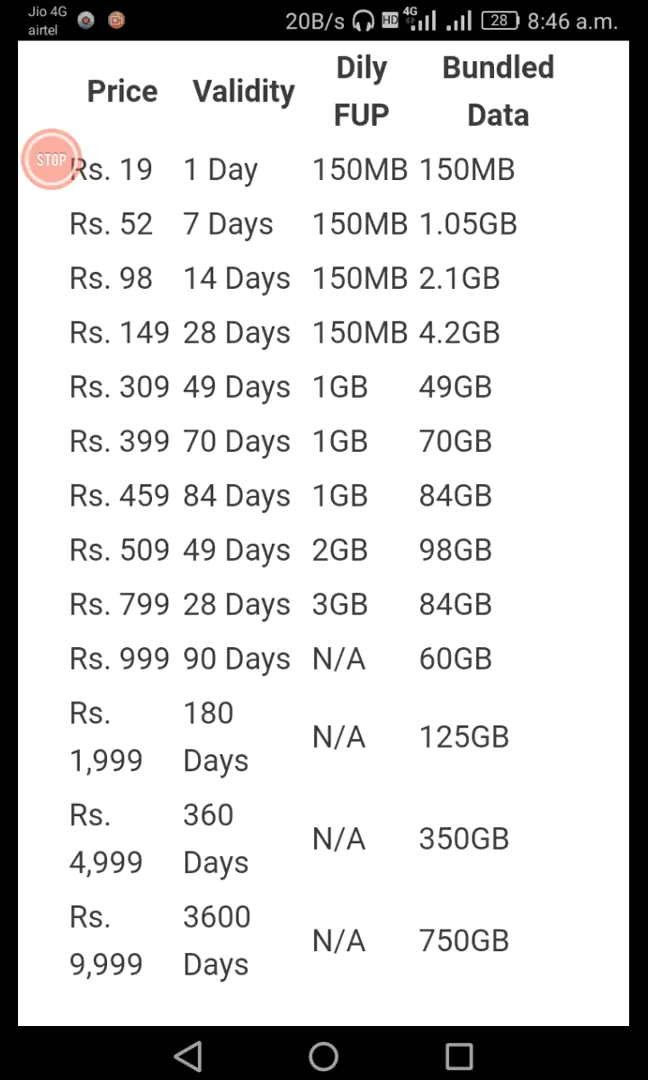 Jio 4G
airtel
20B/s HD 4G 28 8:46 a.m.
Price Validity Dily FUP Bundled Data
STOP
Rs. 19 1 Day 150MB 150MB
Rs. 52 7 Days 150MB 1.05GB
Rs. 98 14 Days 150MB 2.1GB
Rs. 149 28 Days 150MB 4.2GB
Rs. 309 49 Days 1GB 49GB
Rs. 399 70 Days 1GB 70GB
Rs. 459 84 Days 1GB 84GB
Rs. 509 49 Days 2GB 98GB
Rs. 799 28 Days 3GB 84GB
Rs. 999 90 Days N/A 60GB
Rs. 1,999 180 Days N/A 125GB
Rs. 4,999 360 Days N/A 350GB
Rs. 9,999 3600 Days N/A 750GB